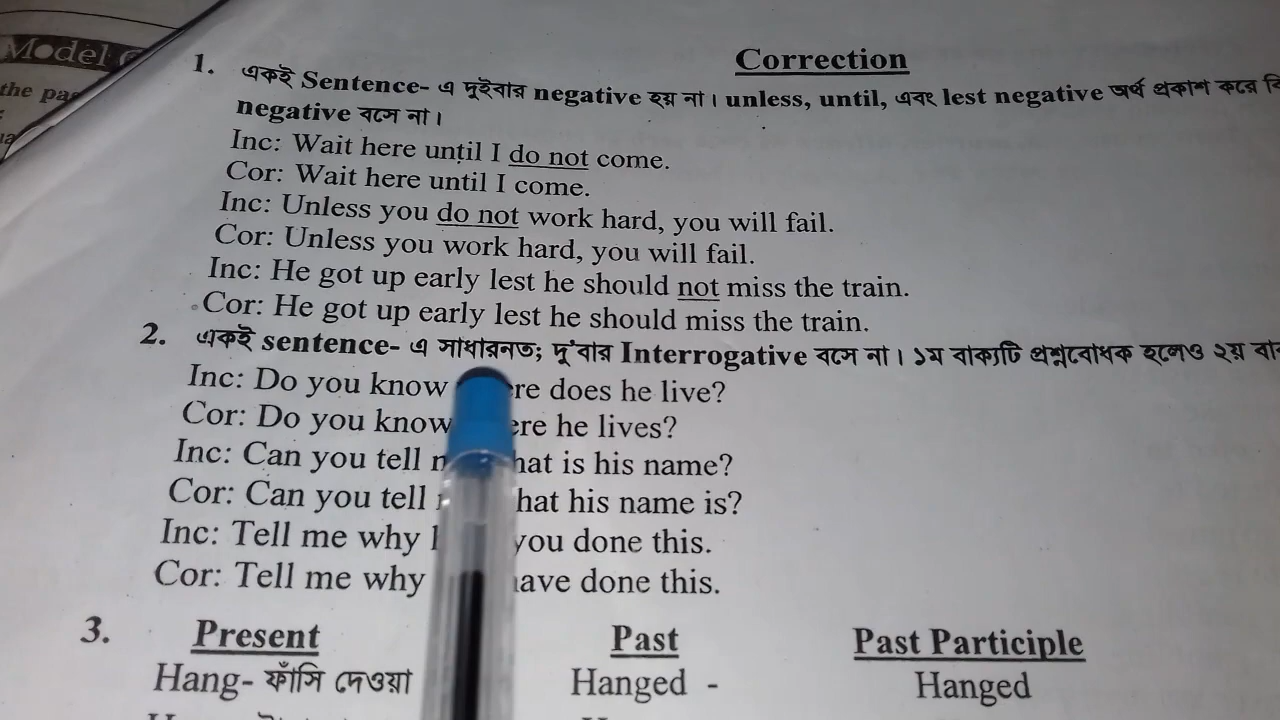 Model
the
Correction
1. একই Sentence- এ দুইবার negative হয় না। unless, until, এবং lest negative অর্থ প্রকাশ করে
negative বসে না।
Inc: Wait here until I do not come.
Cor: Wait here until I come.
Inc: Unless you do not work hard, you will fail.
Cor: Unless you work hard, you will fail.
Inc: He got up early lest he should not miss the train.
Cor: He got up early lest he should miss the train.
2. একই sentence- এ সাধারনত; দু'বার Interrogative বসে না। ১ম বাক্যটি প্রশ্নবোধক হলেও ২য়
Inc: Do you know does he live?
Cor: Do you know he lives?
Inc: Can you tell is his name?
Cor: Can you tell his name is?
Inc: Tell me why you done this.
Cor: Tell me why done this.
3. Present Past Past Participle
Hang- ফাঁসি দেওয়া Hanged - Hanged